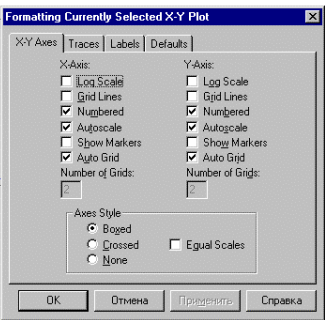 Formatting Currently Selected X-Y Plot
X-Y Axes Traces Labels Defaults
X-Axis: Y-Axis:
Log Scale Log Scale
Grid Lines Grid Lines
Numbered Numbered
Autoscale Autoscale
Show Markers Show Markers
Auto Grid Auto Grid
Number of Grids: Number of Grids:
2 2
Axes Style
Boxed
Crossed Equal Scales
None
OK Отмена Применить Справка